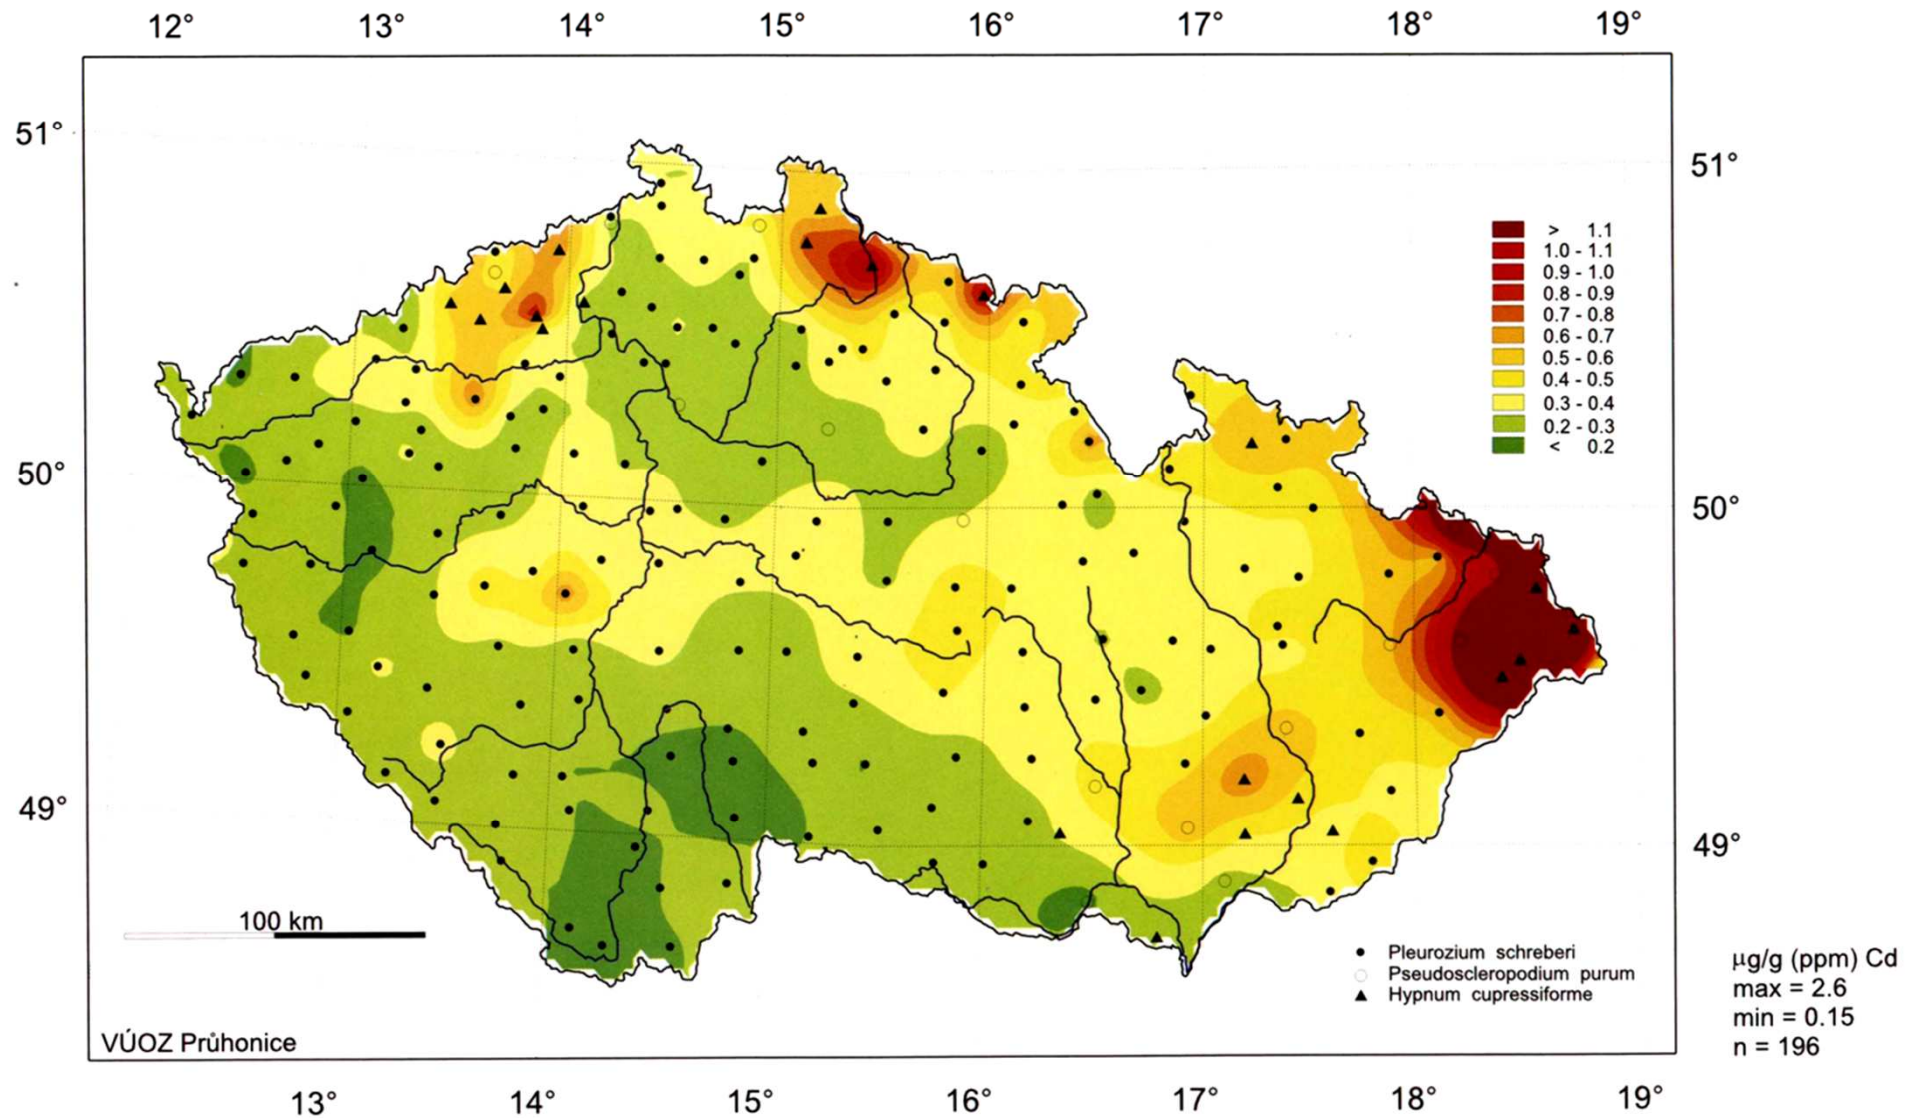 12° 13° 14° 15° 16° 17° 18° 19°
51°
51°
> 1.1
1.0 - 1.1
0.9 - 1.0
0.8 - 0.9
0.7 - 0.8
0.6 - 0.7
0.5 - 0.6
0.4 - 0.5
0.3 - 0.4
0.2 - 0.3
< 0.2
50°
50°
49°
49°
100 km
Pleurozium schreberi
Pseudoscleropodium purum
Hypnum cupressiforme
µg/g (ppm) Cd
max = 2.6
min = 0.15
n = 196
VÚOZ Průhonice
13° 14° 15° 16° 17° 18° 19°